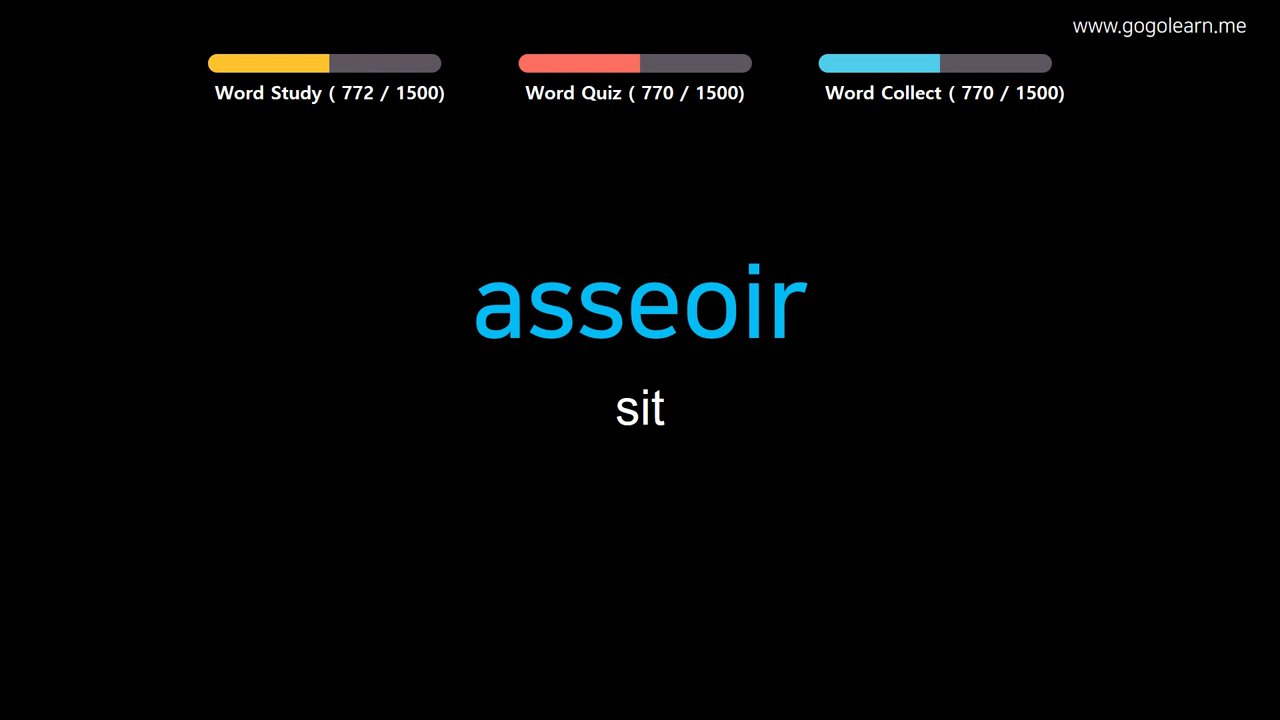 www.gogolearn.me
Word Study ( 772 / 1500)
Word Quiz ( 770 / 1500)
Word Collect ( 770 / 1500)
asseoir
sit